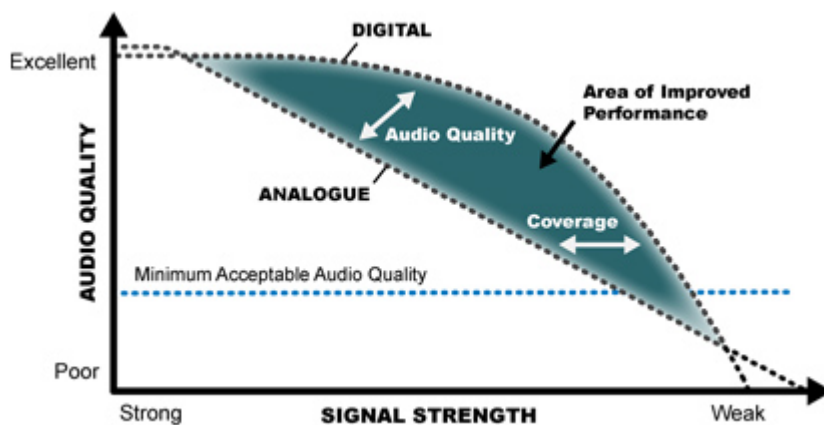 DIGITAL
Excellent
Area of Improved
Performance
Audio Quality
ANALOGUE
Coverage
AUDIO QUALITY
Minimum Acceptable Audio Quality
Poor
Strong
SIGNAL STRENGTH
Weak